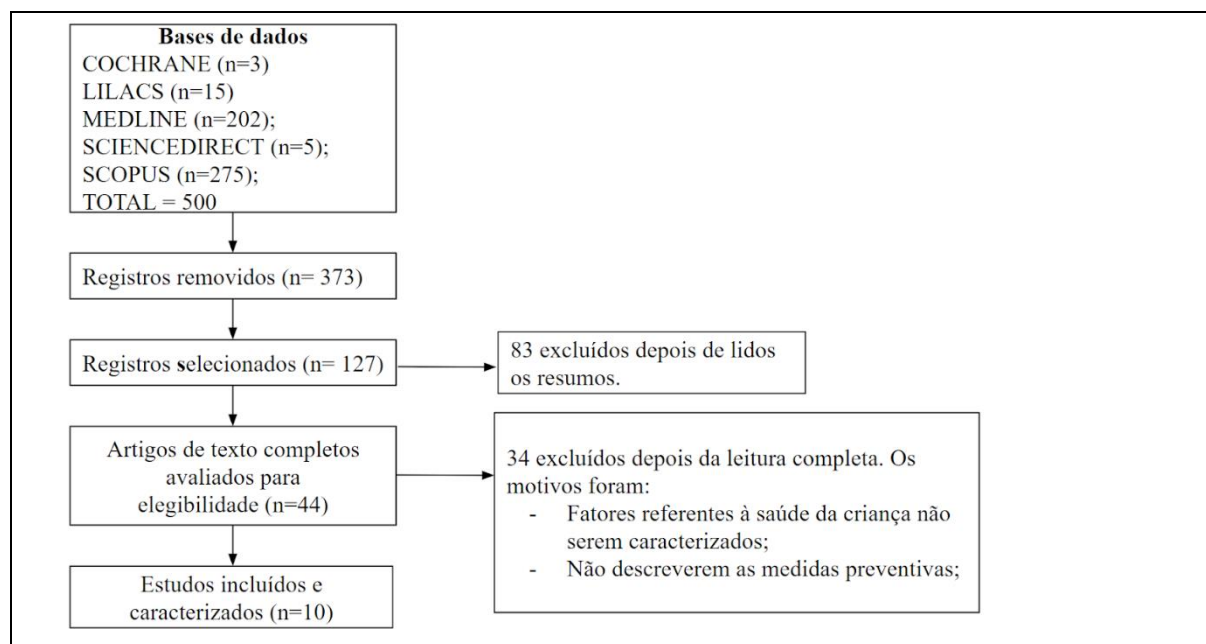 Bases de dados
COCHRANE (n=3)
LILACS (n=15)
MEDLINE (n=202);
SCIENCEDIRECT (n=5);
SCOPUS (n=275);
TOTAL = 500
Registros removidos (n= 373)
Registros selecionados (n= 127)
83 excluídos depois de lidos
os resumos.
Artigos de texto completos
avaliados para
elegibilidade (n=44)
34 excluídos depois da leitura completa. Os
motivos foram:
- Fatores referentes à saúde da criança não
serem caracterizados;
- Não descreverem as medidas preventivas;
Estudos incluídos e
caracterizados (n=10)